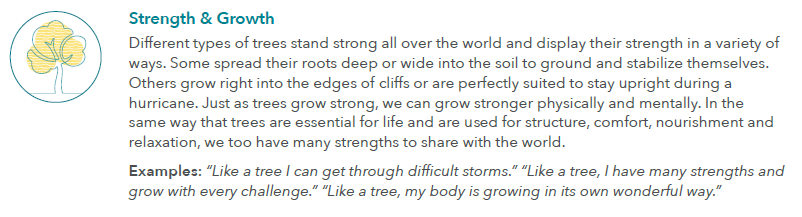 Strength & Growth
Different types of trees stand strong all over the world and display their strength in a variety of
ways. Some spread their roots deep or wide into the soil to ground and stabilize themselves.
Others grow right into the edges of cliffs or are perfectly suited to stay upright during a
hurricane. Just as trees grow strong, we can grow stronger physically and mentally. In the
same way that trees are essential for life and are used for structure, comfort, nourishment and
relaxation, we too have many strengths to share with the world.
Examples: “Like a tree I can get through difficult storms.” “Like a tree, I have many strengths and
grow with every challenge.” “Like a tree, my body is growing in its own wonderful way.”